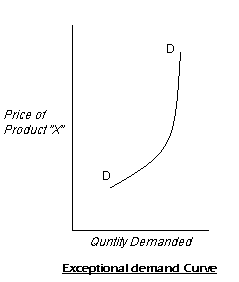 D
Price of
Product "X"
D
Quntity Demanded
Exceptional demand Curve